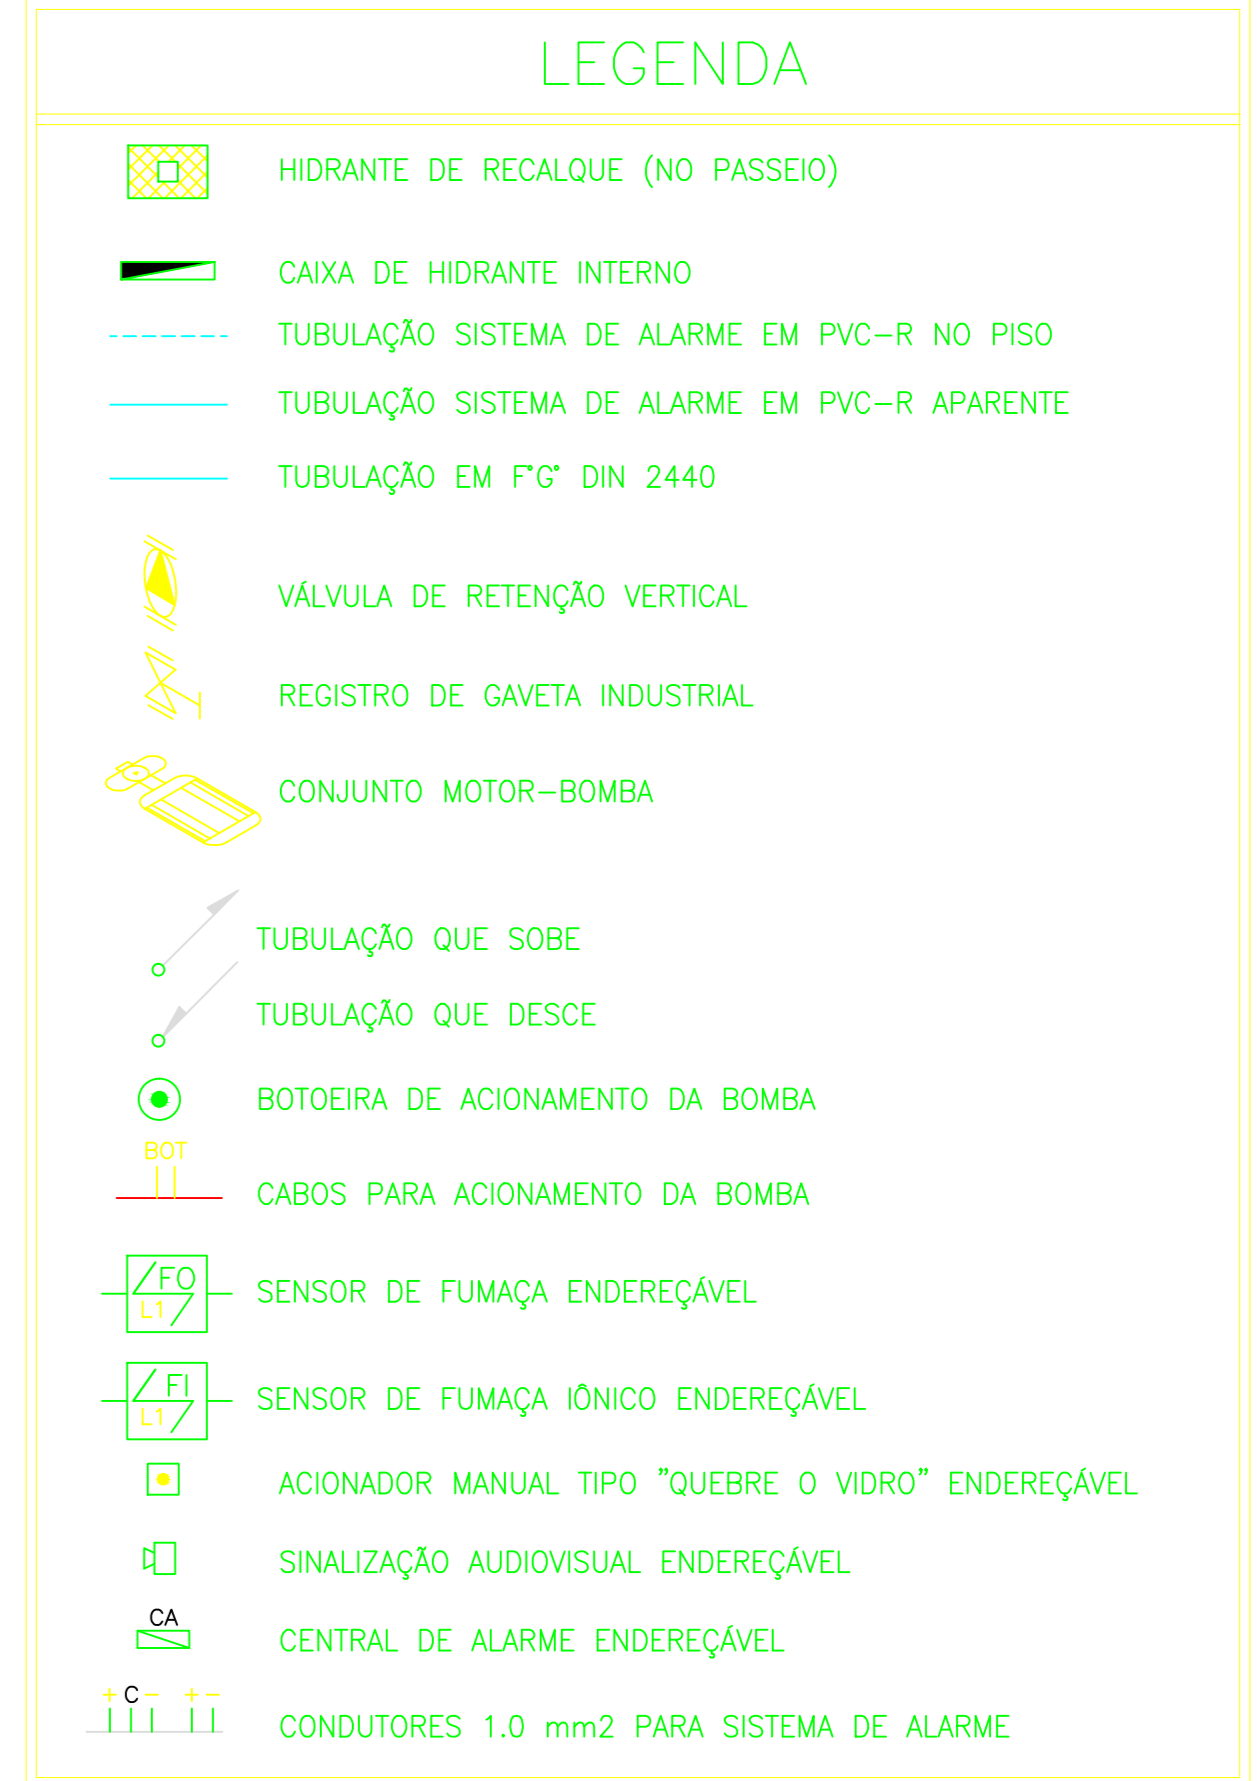 LEGENDA
HIDRANTE DE RECALQUE (NO PASSEIO)
CAIXA DE HIDRANTE INTERNO
TUBULAÇÃO SISTEMA DE ALARME EM PVC-R NO PISO
TUBULAÇÃO SISTEMA DE ALARME EM PVC-R APARENTE
TUBULAÇÃO EM F°G° DIN 2440
VÁLVULA DE RETENÇÃO VERTICAL
REGISTRO DE GAVETA INDUSTRIAL
CONJUNTO MOTOR-BOMBA
TUBULAÇÃO QUE SOBE
TUBULAÇÃO QUE DESCE
BOTOEIRA DE ACIONAMENTO DA BOMBA
BOT
CABOS PARA ACIONAMENTO DA BOMBA
FO
L1
SENSOR DE FUMAÇA ENDEREÇÁVEL
FI
L1
SENSOR DE FUMAÇA IÔNICO ENDEREÇÁVEL
ACIONADOR MANUAL TIPO "QUEBRE O VIDRO" ENDEREÇÁVEL
SINALIZAÇÃO AUDIOVISUAL ENDEREÇÁVEL
CA
CENTRAL DE ALARME ENDEREÇÁVEL
+ C - + -
CONDUTORES 1.0 mm2 PARA SISTEMA DE ALARME